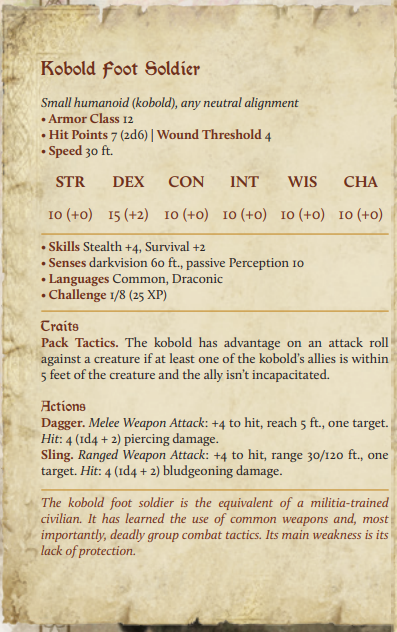 Kobold Foot Soldier
Small humanoid (kobold), any neutral alignment
• Armor Class 12
• Hit Points 7 (2d6) | Wound Threshold 4
• Speed 30 ft.
STR DEX CON INT WIS CHA
10 (+0) 15 (+2) 10 (+0) 10 (+0) 10 (+0) 10 (+0)
• Skills Stealth +4, Survival +2
• Senses darkvision 60 ft., passive Perception 10
• Languages Common, Draconic
• Challenge 1/8 (25 XP)
Traits
Pack Tactics. The kobold has advantage on an attack roll
against a creature if at least one of the kobold's allies is within
5 feet of the creature and the ally isn't incapacitated.
Actions
Dagger. Melee Weapon Attack: +4 to hit, reach 5 ft., one target.
Hit: 4 (1d4 + 2) piercing damage.
Sling. Ranged Weapon Attack: +4 to hit, range 30/120 ft., one
target. Hit: 4 (1d4 + 2) bludgeoning damage.
The kobold foot soldier is the equivalent of a militia-trained
civilian. It has learned the use of common weapons and, most
importantly, deadly group combat tactics. Its main weakness is its
lack of protection.